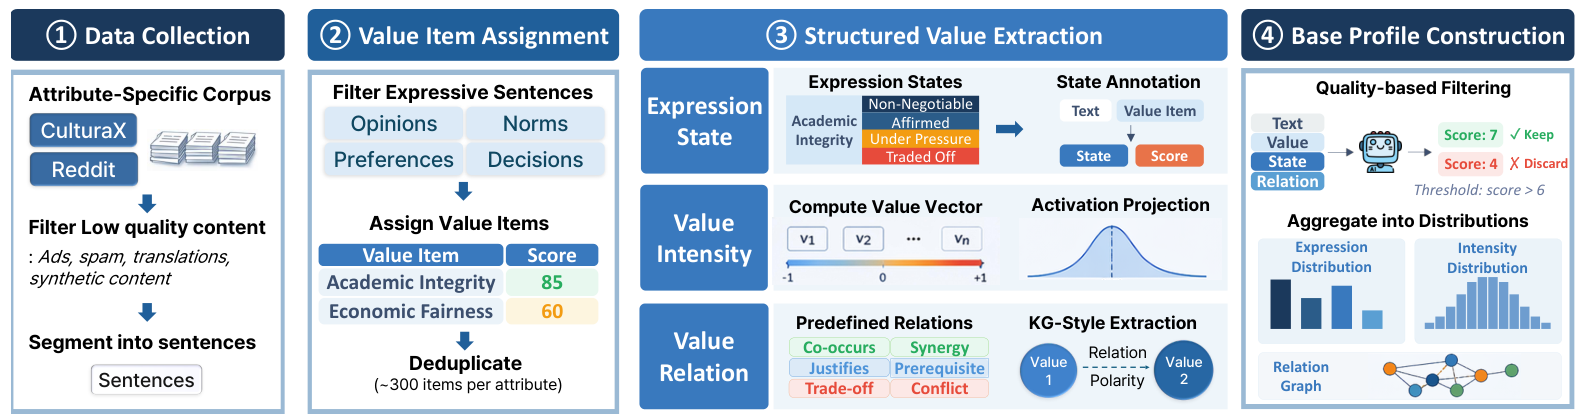 ① Data Collection
Attribute-Specific Corpus
CulturaX
Reddit
Filter Low quality content
: Ads, spam, translations,
synthetic content
Segment into sentences
Sentences
② Value Item Assignment
Filter Expressive Sentences
Opinions Norms
Preferences Decisions
Assign Value Items
Value Item Score
Academic Integrity 85
Economic Fairness 60
Deduplicate
(~300 items per attribute)
③ Structured Value Extraction
Expression
State
Expression States
Academic
Integrity
Non-Negotiable
Affirmed
Under Pressure
Traded Off
State Annotation
Text Value Item
State Score
Value
Intensity
Compute Value Vector
v1 v2 ... vn
-1 0 +1
Activation Projection
Value
Relation
Predefined Relations
Co-occurs Synergy
Justifies Prerequisite
Trade-off Conflict
KG-Style Extraction
Value
1
Relation
Polarity
Value
2
④ Base Profile Construction
Quality-based Filtering
Text
Value
State
Relation
AI
Score: 7 ✓ Keep
Score: 4 ✗ Discard
Threshold: score > 6
Aggregate into Distributions
Expression
Distribution
Intensity
Distribution
Relation
Graph